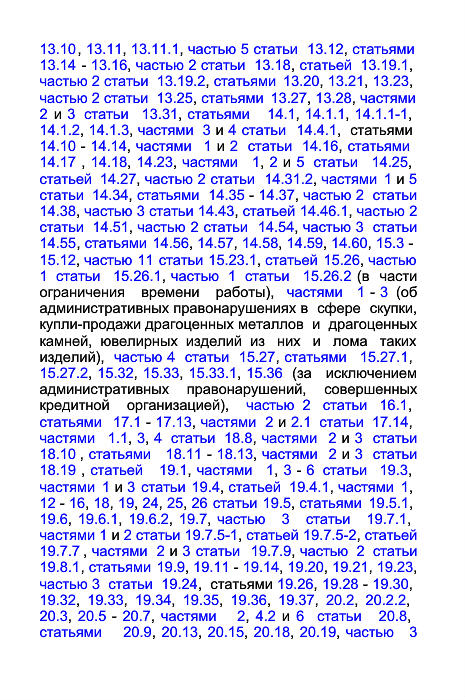 13.10, 13.11, 13.11.1, частью 5 статьи 13.12, статьями
13.14 - 13.16, частью 2 статьи 13.18, статьей 13.19.1,
частью 2 статьи 13.19.2, статьями 13.20, 13.21, 13.23,
частью 2 статьи 13.25, статьями 13.27, 13.28, частями
2 и 3 статьи 13.31, статьями 14.1, 14.1.1, 14.1.1-1,
14.1.2, 14.1.3, частями 3 и 4 статьи 14.4.1, статьями
14.10 - 14.14, частями 1 и 2 статьи 14.16, статьями
14.17 , 14.18, 14.23, частями 1, 2 и 5 статьи 14.25,
статьей 14.27, частью 2 статьи 14.31.2, частями 1 и 5
статьи 14.34, статьями 14.35 - 14.37, частью 2 статьи
14.38, частью 3 статьи 14.43, статьей 14.46.1, частью 2
статьи 14.51, частью 2 статьи 14.54, частью 3 статьи
14.55, статьями 14.56, 14.57, 14.58, 14.59, 14.60, 15.3 -
15.12, частью 11 статьи 15.23.1, статьей 15.26, частью
1 статьи 15.26.1, частью 1 статьи 15.26.2 (в части
ограничения времени работы), частями 1 - 3 (об
административных правонарушениях в сфере скупки,
купли-продажи драгоценных металлов и драгоценных
камней, ювелирных изделий из них и лома таких
изделий), частью 4 статьи 15.27, статьями 15.27.1,
15.27.2, 15.32, 15.33, 15.33.1, 15.36 (за исключением
административных правонарушений, совершенных
кредитной организацией), частью 2 статьи 16.1,
статьями 17.1 - 17.13, частями 2 и 2.1 статьи 17.14,
частями 1.1, 3, 4 статьи 18.8, частями 2 и 3 статьи
18.10 , статьями 18.11 - 18.13, частями 2 и 3 статьи
18.19 , статьей 19.1, частями 1, 3 - 6 статьи 19.3,
частями 1 и 3 статьи 19.4, статьей 19.4.1, частями 1,
12 - 16, 18, 19, 24, 25, 26 статьи 19.5, статьями 19.5.1,
19.6, 19.6.1, 19.6.2, 19.7, частью 3 статьи 19.7.1,
частями 1 и 2 статьи 19.7.5-1, статьей 19.7.5-2, статьей
19.7.7 , частями 2 и 3 статьи 19.7.9, частью 2 статьи
19.8.1, статьями 19.9, 19.11 - 19.14, 19.20, 19.21, 19.23,
частью 3 статьи 19.24, статьями 19.26, 19.28 - 19.30,
19.32, 19.33, 19.34, 19.35, 19.36, 19.37, 20.2, 20.2.2,
20.3, 20.5 - 20.7, частями 2, 4.2 и 6 статьи 20.8,
статьями 20.9, 20.13, 20.15, 20.18, 20.19, частью 3